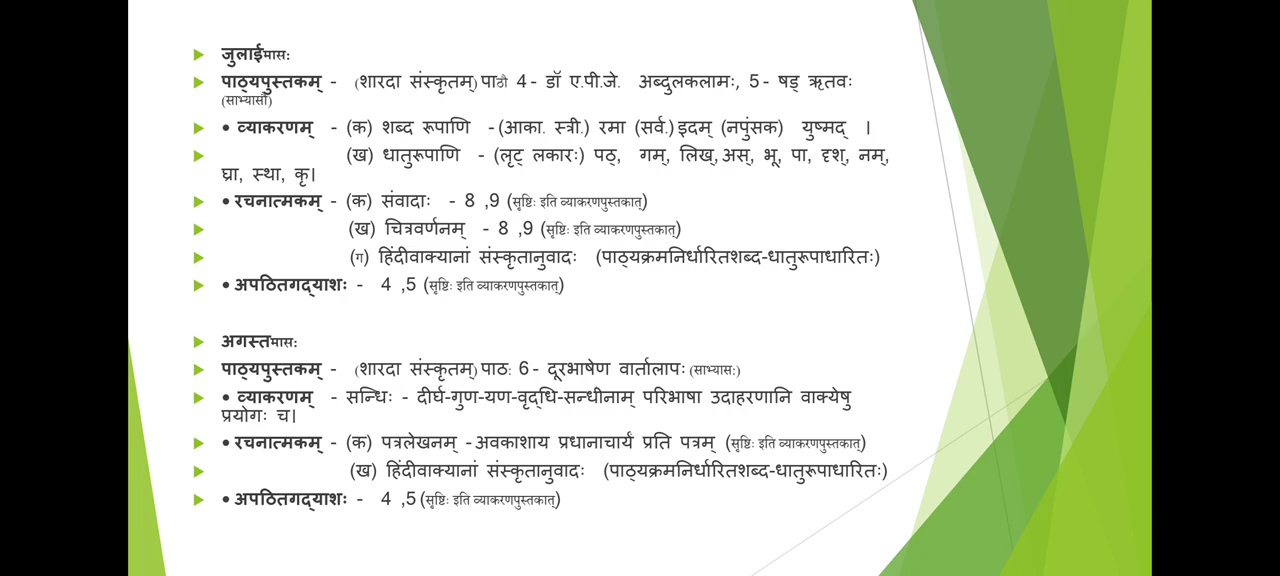 जुलाईमास:
पाठ्यपुस्तकम् - (शारदा संस्कृतम्) पाठौ 4 - डॉ ए.पी.जे. अब्दुलकलामः, 5 - षड् ऋतवः
(साभ्यासौ)
• व्याकरणम् - (क) शब्द रूपाणि - (आका. स्त्री.) रमा (सर्व.) इदम् (नपुंसक) युष्मद् ।
(ख) धातुरूपाणि - (लृट् लकारः) पठ्, गम्, लिख्, अस्, भू, पा, दृश्, नम्,
घ्रा, स्था, कृ।
• रचनात्मकम् - (क) संवादाः - 8 ,9 (सृष्टिः इति व्याकरणपुस्तकात्)
(ख) चित्रवर्णनम् - 8 ,9 (सृष्टिः इति व्याकरणपुस्तकात्)
(ग) हिंदीवाक्यानां संस्कृतानुवादः (पाठ्यक्रमनिर्धारितशब्द-धातुरूपाधारितः)
• अपठितगद्याशः - 4 ,5 (सृष्टिः इति व्याकरणपुस्तकात्)
अगस्तमास:
पाठ्यपुस्तकम् - (शारदा संस्कृतम्) पाठ: 6 - दूरभाषेण वार्तालापः (साभ्यास:)
• व्याकरणम् - सन्धिः - दीर्घ-गुण-यण-वृद्धि-सन्धीनाम् परिभाषा उदाहरणानि वाक्येषु
प्रयोगः च।
• रचनात्मकम् - (क) पत्रलेखनम् - अवकाशाय प्रधानाचार्यं प्रति पत्रम् (सृष्टिः इति व्याकरणपुस्तकात्)
(ख) हिंदीवाक्यानां संस्कृतानुवादः (पाठ्यक्रमनिर्धारितशब्द-धातुरूपाधारितः)
• अपठितगद्याशः - 4 ,5 (सृष्टिः इति व्याकरणपुस्तकात्)